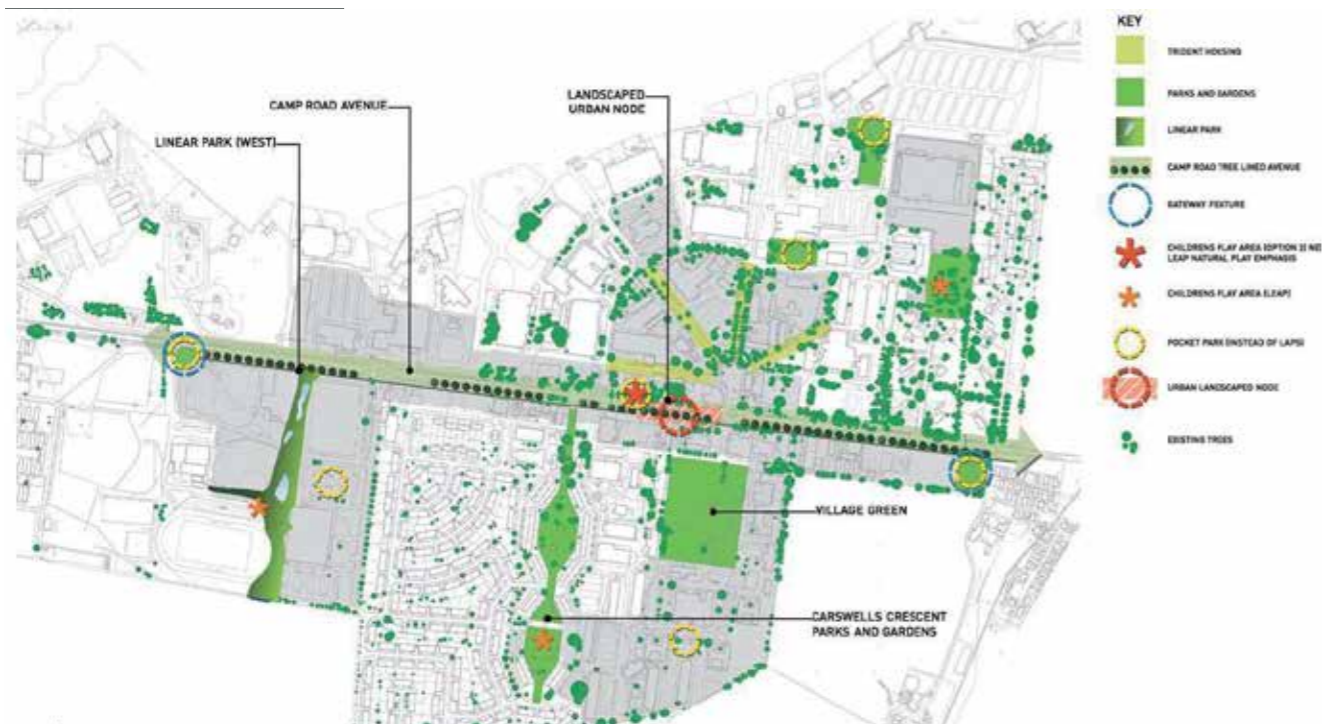 LINEAR PARK (WEST)
CAMP ROAD AVENUE
LANDSCAPED
URBAN NODE
VILLAGE GREEN
CARSWELLS CRESCENT
PARKS AND GARDENS
KEY
TRIDENT HOUSING
PARKS AND GARDENS
LINEAR PARK
CAMP ROAD TREE LINED AVENUE
GATEWAY FEATURE
CHILDRENS PLAY AREA (OPTION
LEAP NATURAL PLAY EMPHASIS
CHILDRENS PLAY AREA (LEAP)
POCKET PARK (INSTEAD OF LAPS)
URBAN LANDSCAPED NODE
EXISTING TREES